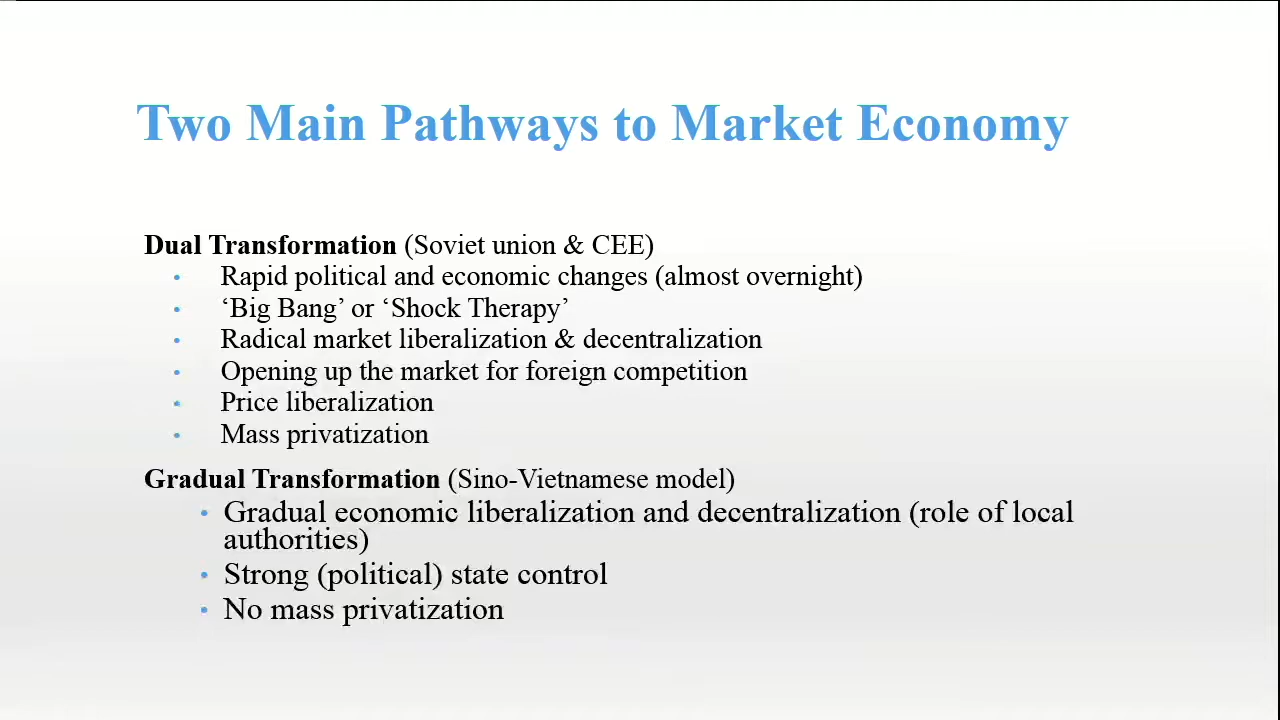 Two Main Pathways to Market Economy
Dual Transformation (Soviet union & CEE)
• Rapid political and economic changes (almost overnight)
• ‘Big Bang’ or ‘Shock Therapy’
• Radical market liberalization & decentralization
• Opening up the market for foreign competition
• Price liberalization
• Mass privatization
Gradual Transformation (Sino-Vietnamese model)
• Gradual economic liberalization and decentralization (role of local
authorities)
• Strong (political) state control
• No mass privatization